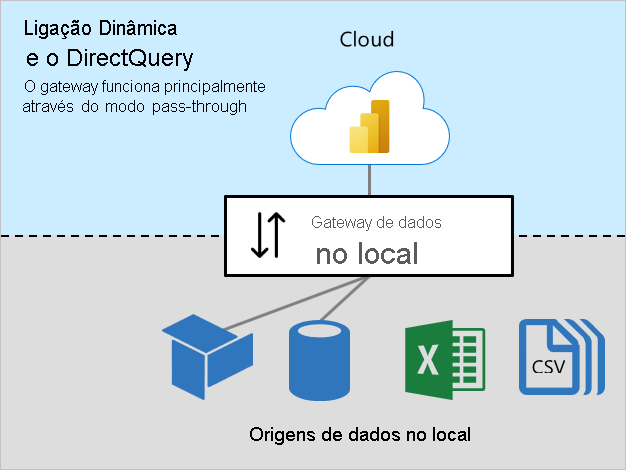 Ligação Dinâmica
e o DirectQuery
O gateway funciona principalmente
através do modo pass-through
Cloud
Gateway de dados
no local
X
CSV
Origens de dados no local